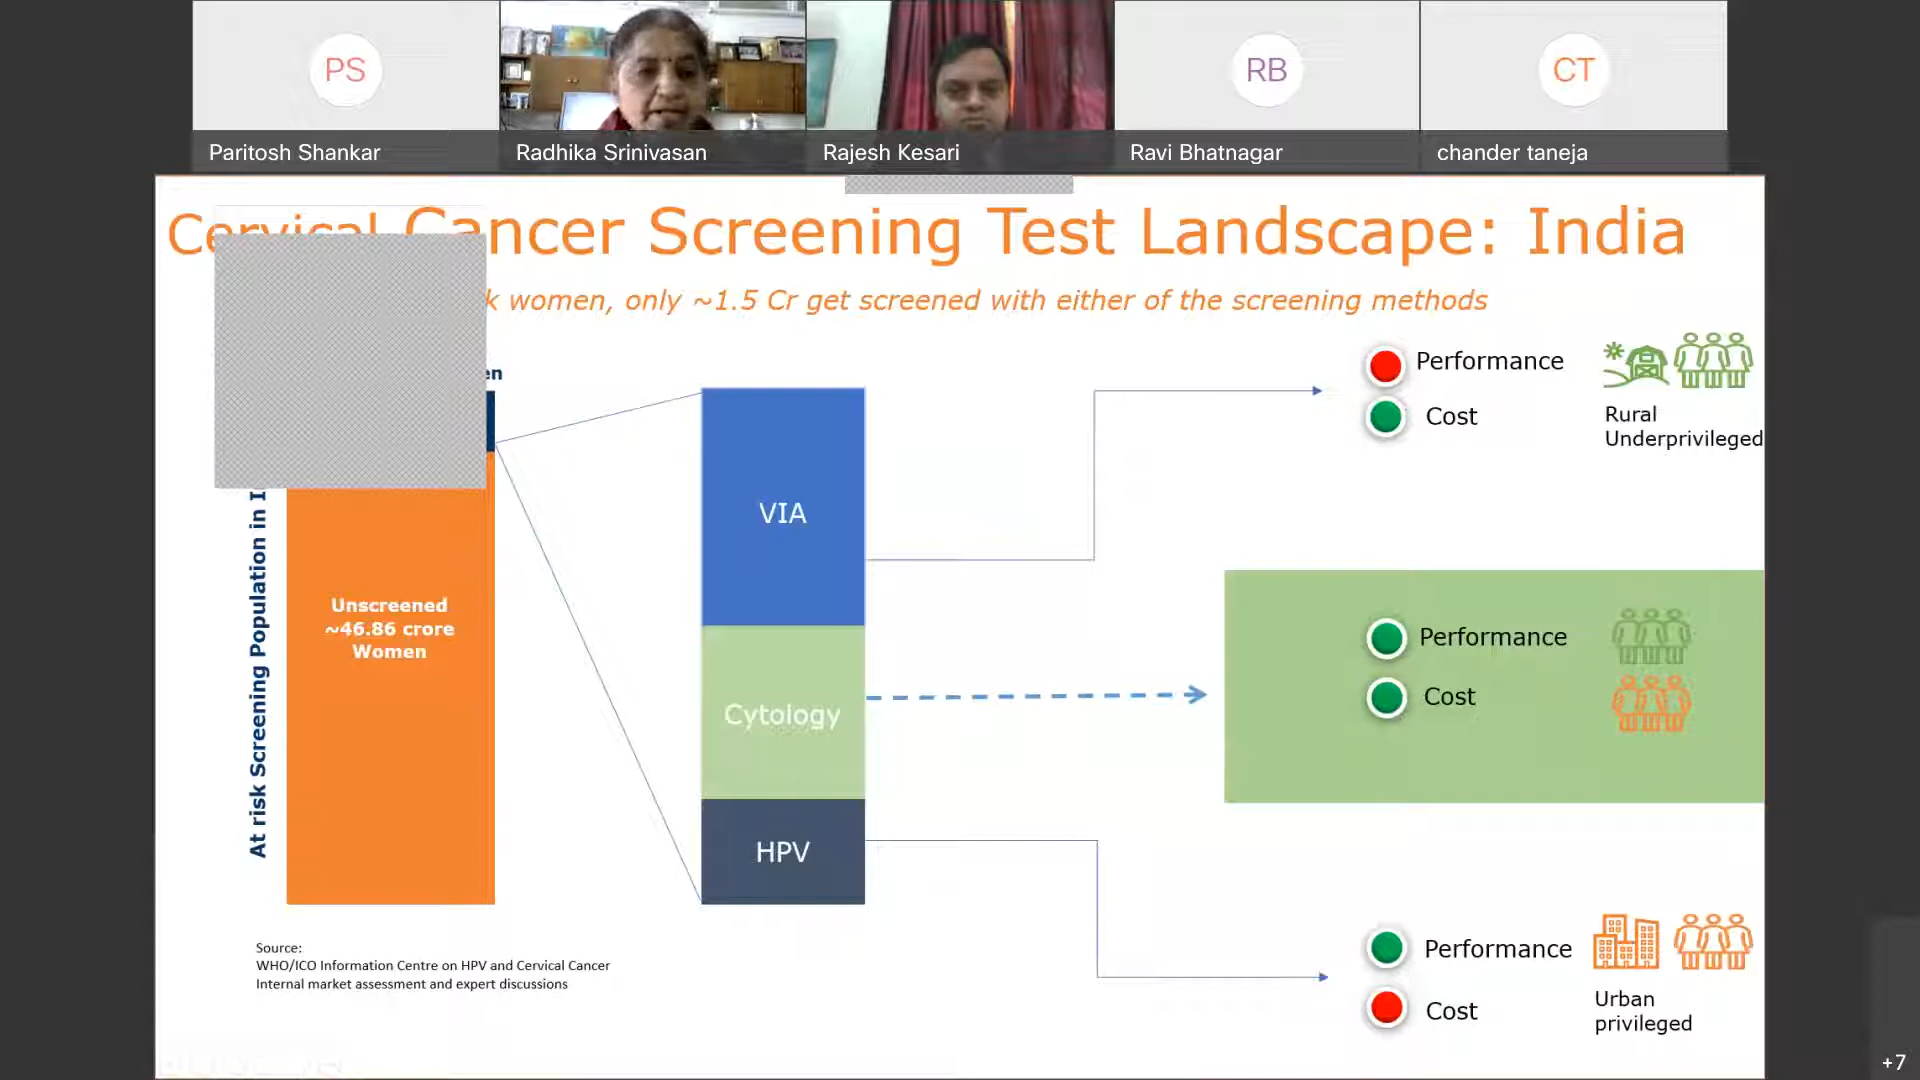 PS
RB
CT
Paritosh Shankar
Radhika Srinivasan
Rajesh Kesari
Ravi Bhatnagar
chander taneja
Cervical Cancer Screening Test Landscape: India
women, only ~1.5 Cr get screened with either of the screening methods
At risk Screening Population in
Unscreened
~46.86 crore
Women
VIA
Cytology
HPV
Performance
Cost
Rural
Underprivileged
Performance
Cost
Performance
Cost
Urban
privileged
Source:
WHO/ICO Information Centre on HPV and Cervical Cancer
Internal market assessment and expert discussions
+7